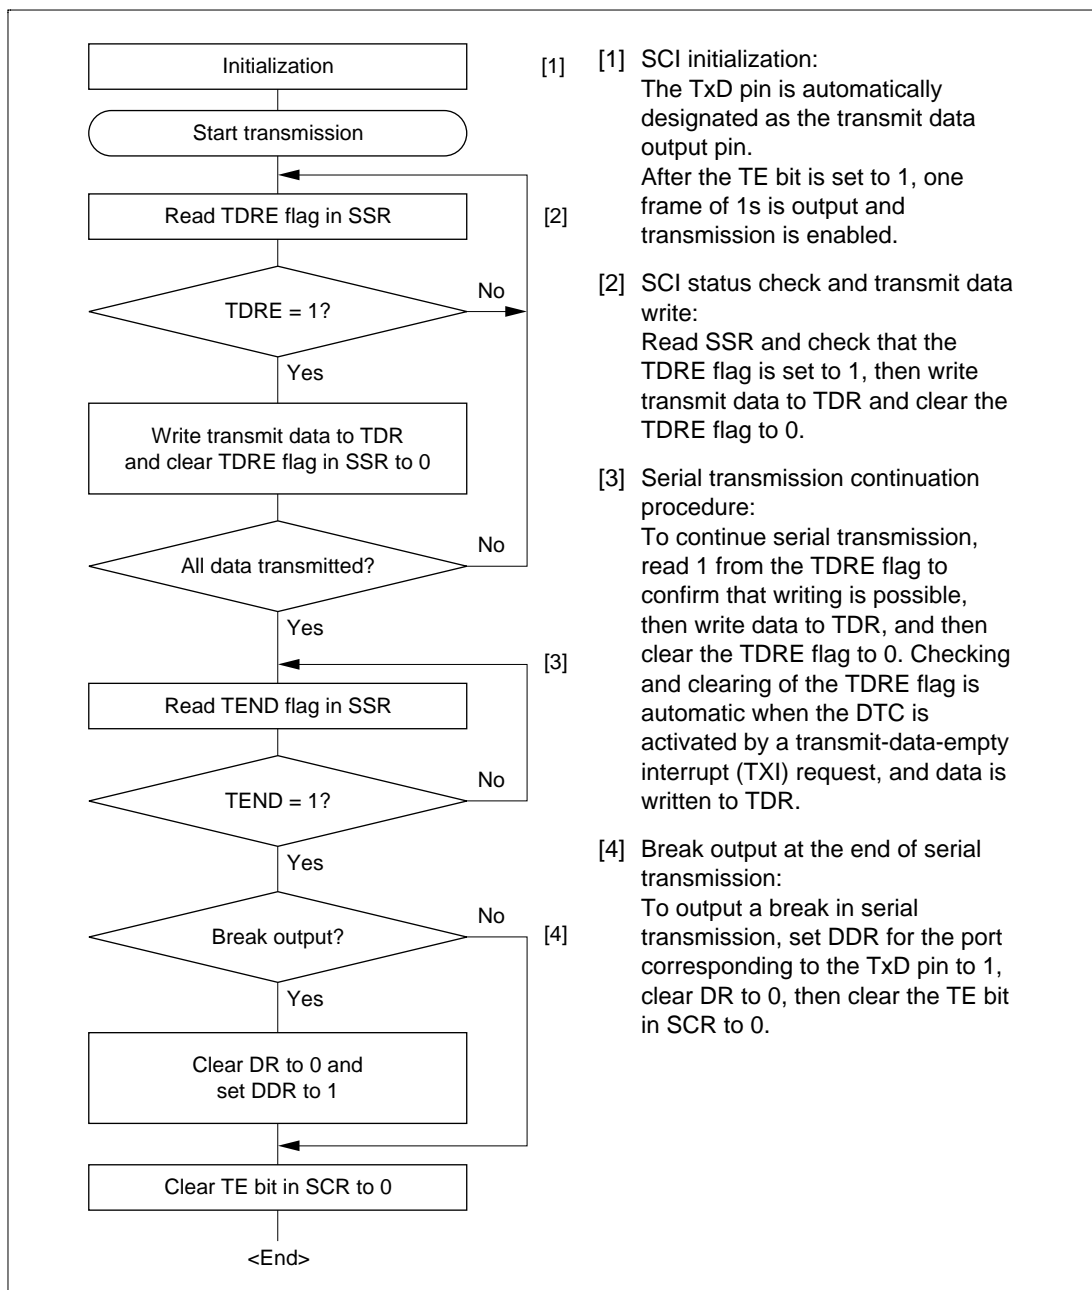 Initialization
[1]
Start transmission
Read TDRE flag in SSR
[2]
TDRE = 1?
No
Yes
Write transmit data to TDR
and clear TDRE flag in SSR to 0
All data transmitted?
No
Yes
[3]
Read TEND flag in SSR
TEND = 1?
No
Yes
Break output?
No
[4]
Yes
Clear DR to 0 and
set DDR to 1
Clear TE bit in SCR to 0
<End>
[1] SCI initialization:
The TxD pin is automatically
designated as the transmit data
output pin.
After the TE bit is set to 1, one
frame of 1s is output and
transmission is enabled.
[2] SCI status check and transmit data
write:
Read SSR and check that the
TDRE flag is set to 1, then write
transmit data to TDR and clear the
TDRE flag to 0.
[3] Serial transmission continuation
procedure:
To continue serial transmission,
read 1 from the TDRE flag to
confirm that writing is possible,
then write data to TDR, and then
clear the TDRE flag to 0. Checking
and clearing of the TDRE flag is
automatic when the DTC is
activated by a transmit-data-empty
interrupt (TXI) request, and data is
written to TDR.
[4] Break output at the end of serial
transmission:
To output a break in serial
transmission, set DDR for the port
corresponding to the TxD pin to 1,
clear DR to 0, then clear the TE bit
in SCR to 0.